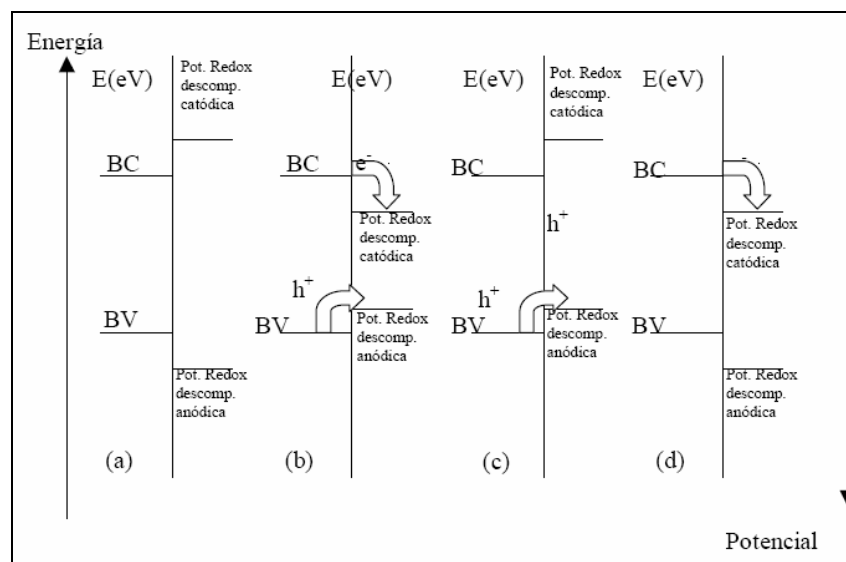 Energía
E(eV)
Pot. Redox
descomp.
catódica
BC
BV
Pot. Redox
descomp.
anódica
(a)
E(eV)
BC
e-
Pot. Redox
descomp.
catódica
h+
BV
Pot. Redox
descomp.
anódica
(b)
E(eV)
Pot. Redox
descomp.
catódica
BC
h+
h+
BV
Pot. Redox
descomp.
anódica
(c)
E(eV)
BC
Pot. Redox
descomp.
catódica
BV
Pot. Redox
descomp.
anódica
(d)
Potencial